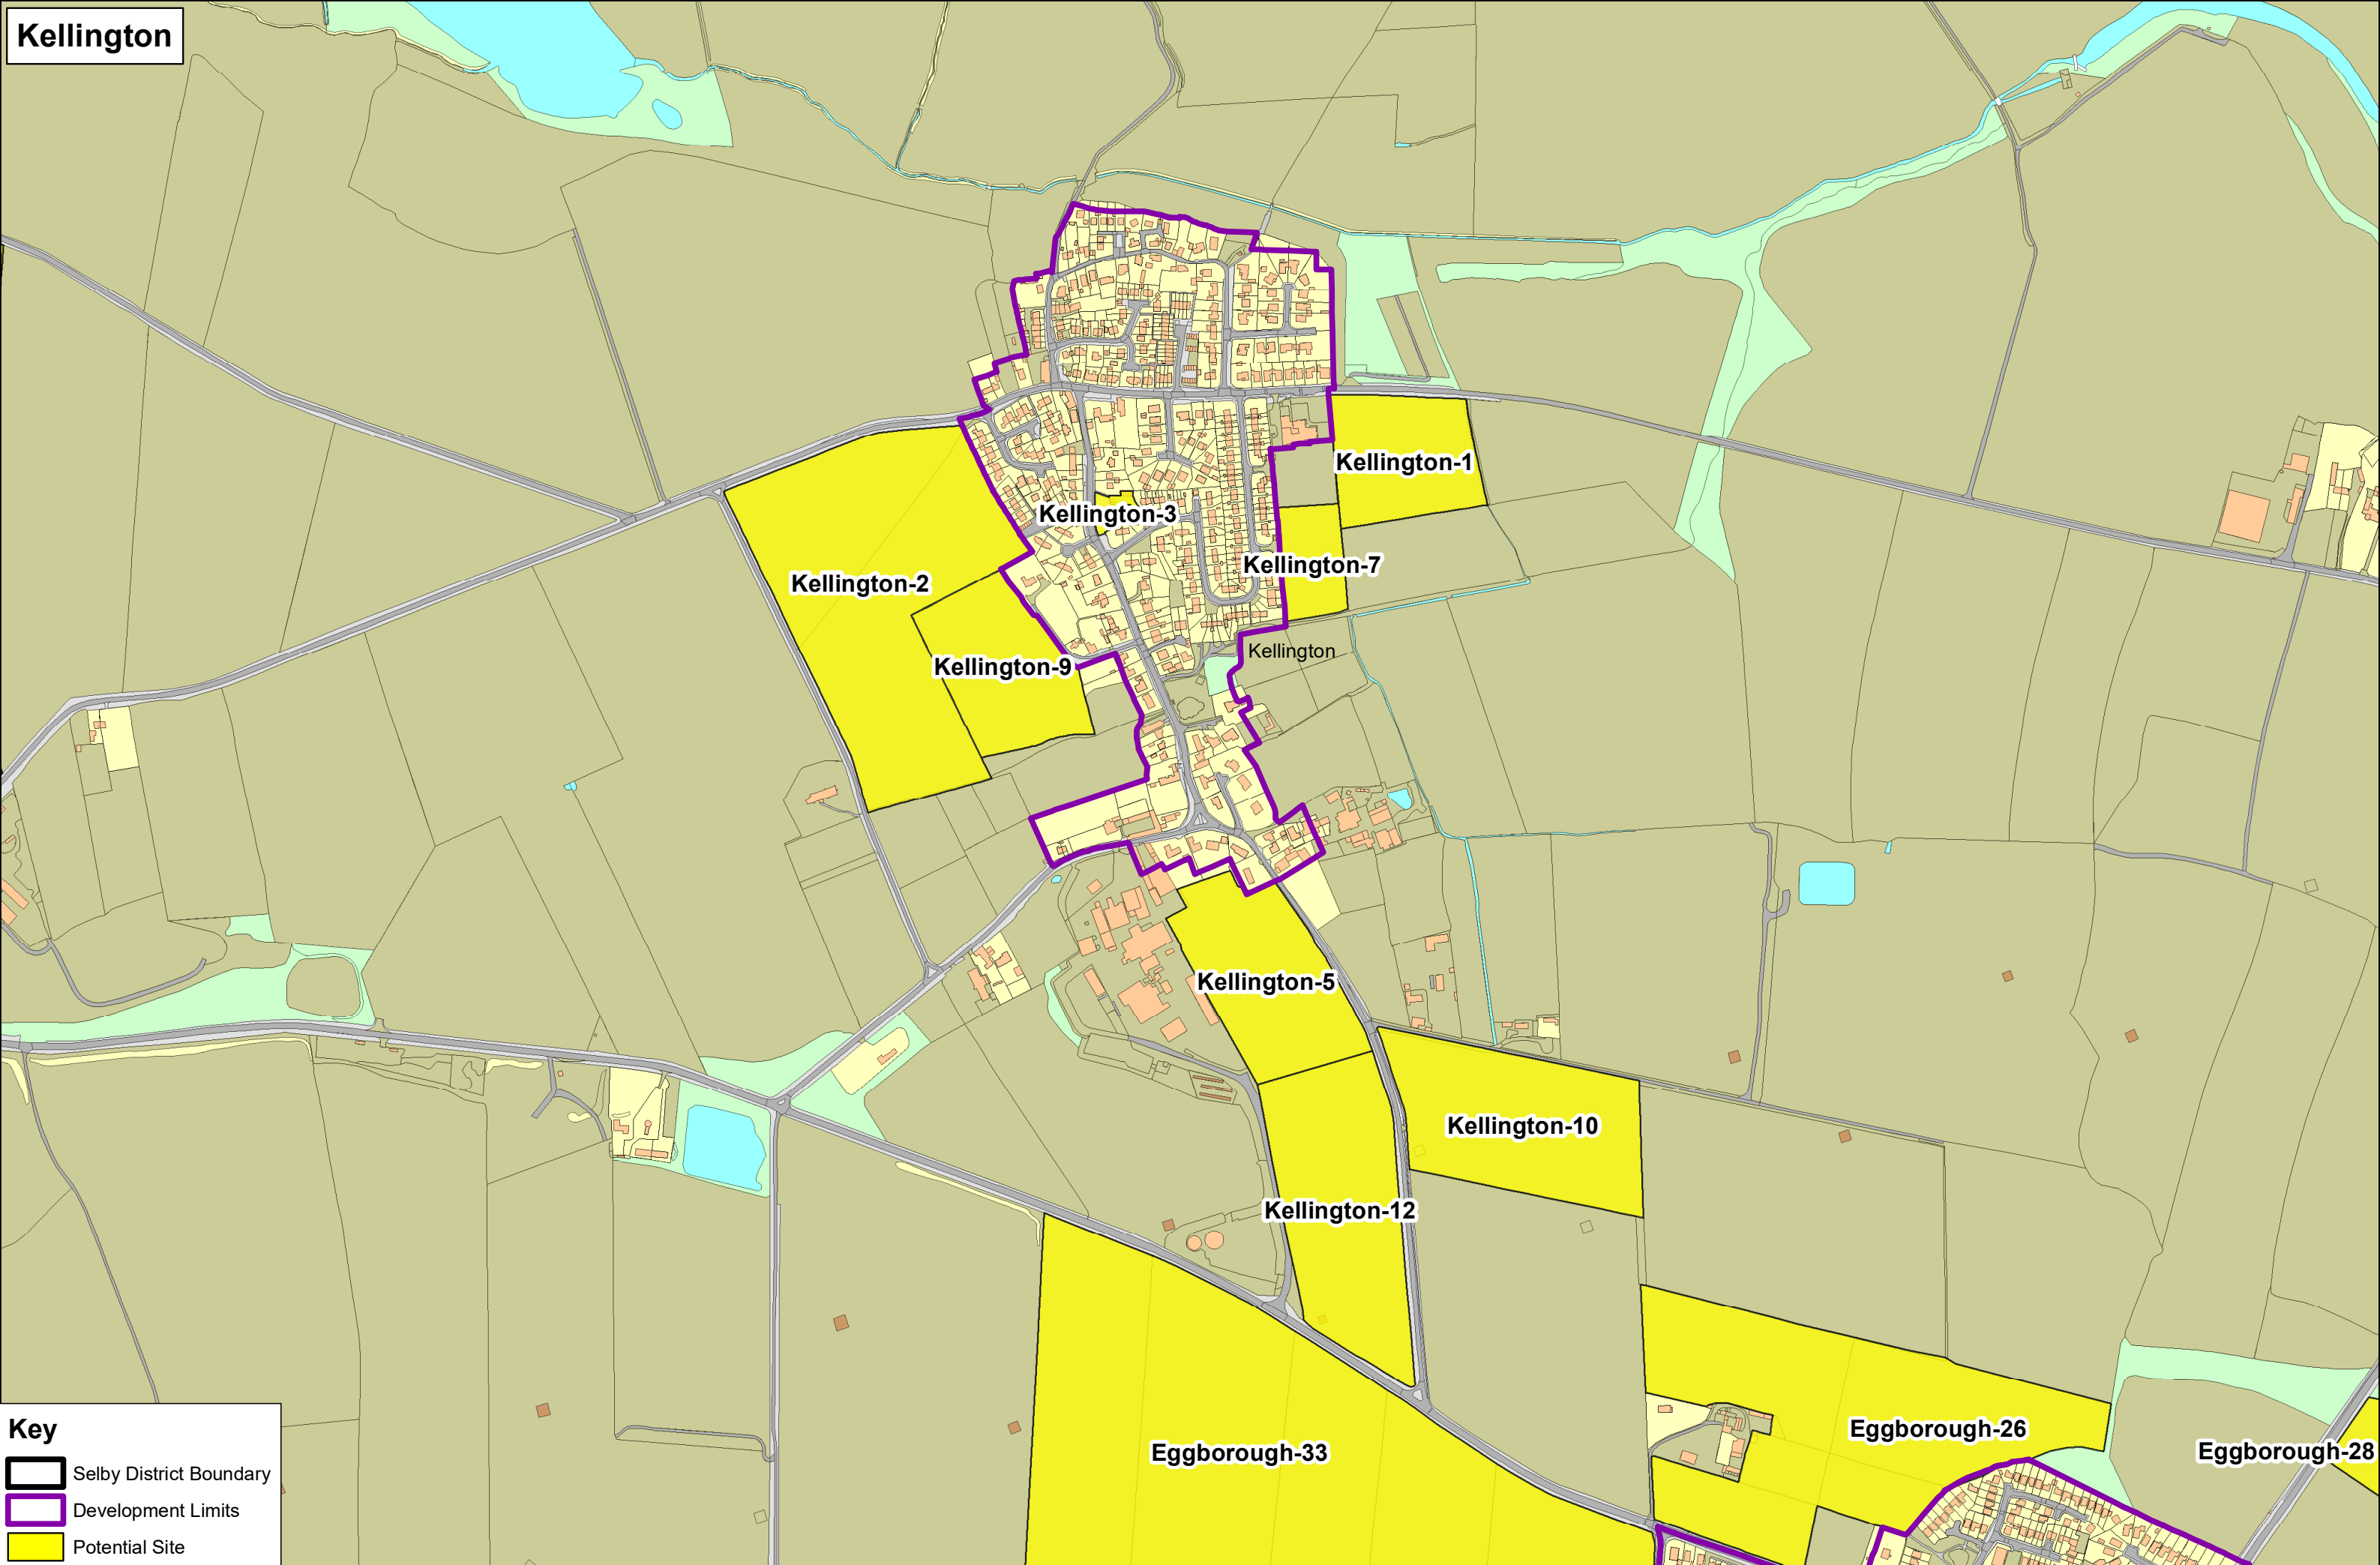 Kellington
Kellington-1
Kellington-3
Kellington-7
Kellington-2
Kellington
Kellington-9
Kellington-5
Kellington-10
Kellington-12
Eggborough-26
Eggborough-33
Eggborough-28
Key
Selby District Boundary
Development Limits
Potential Site